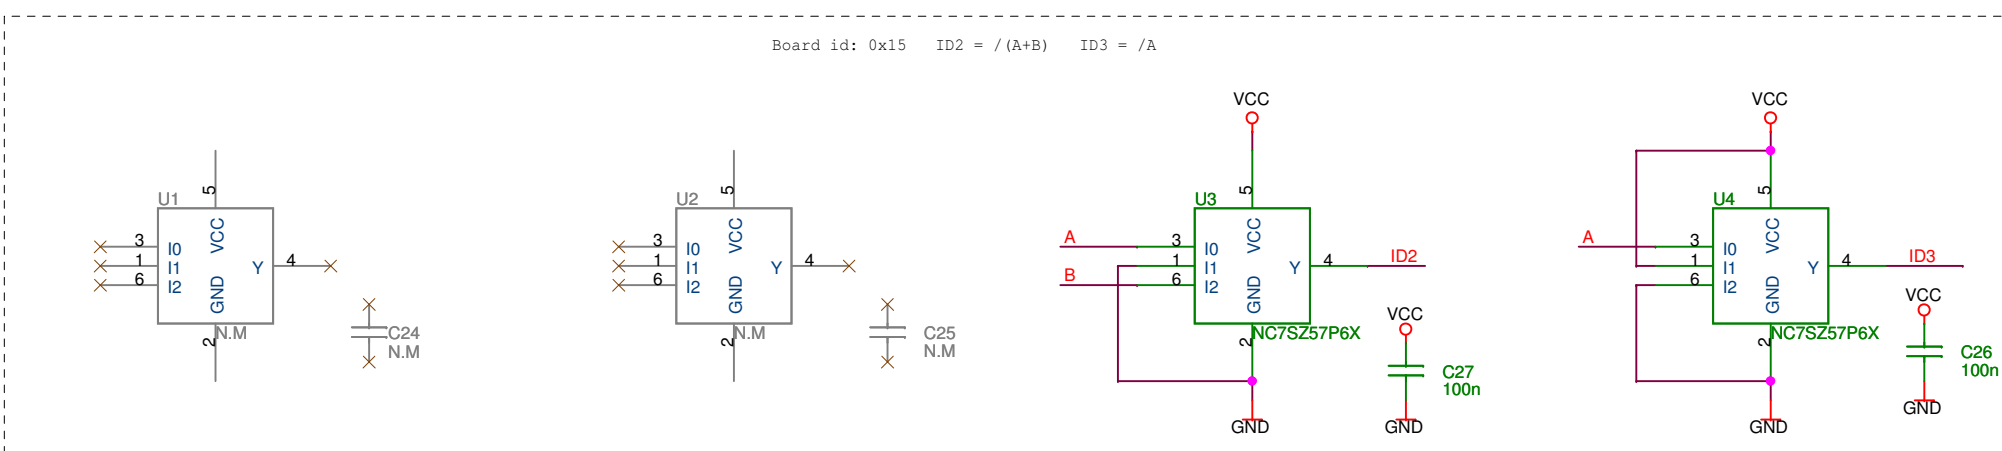 Board id: 0x15 ID2 = /(A+B) ID3 = /A
U1
5
VCC
3 I0
1 I1
6 I2
Y 4
GND
2
N.M
C24
N.M
U2
5
VCC
3 I0
1 I1
6 I2
Y 4
GND
2
N.M
C25
N.M
VCC
U3
5
VCC
A 3 I0
1 I1
B 6 I2
Y 4 ID2
GND
2
NC7SZ57P6X
GND
VCC
C27
100n
GND
VCC
U4
5
VCC
A 3 I0
1 I1
6 I2
Y 4 ID3
GND
2
NC7SZ57P6X
GND
VCC
C26
100n
GND